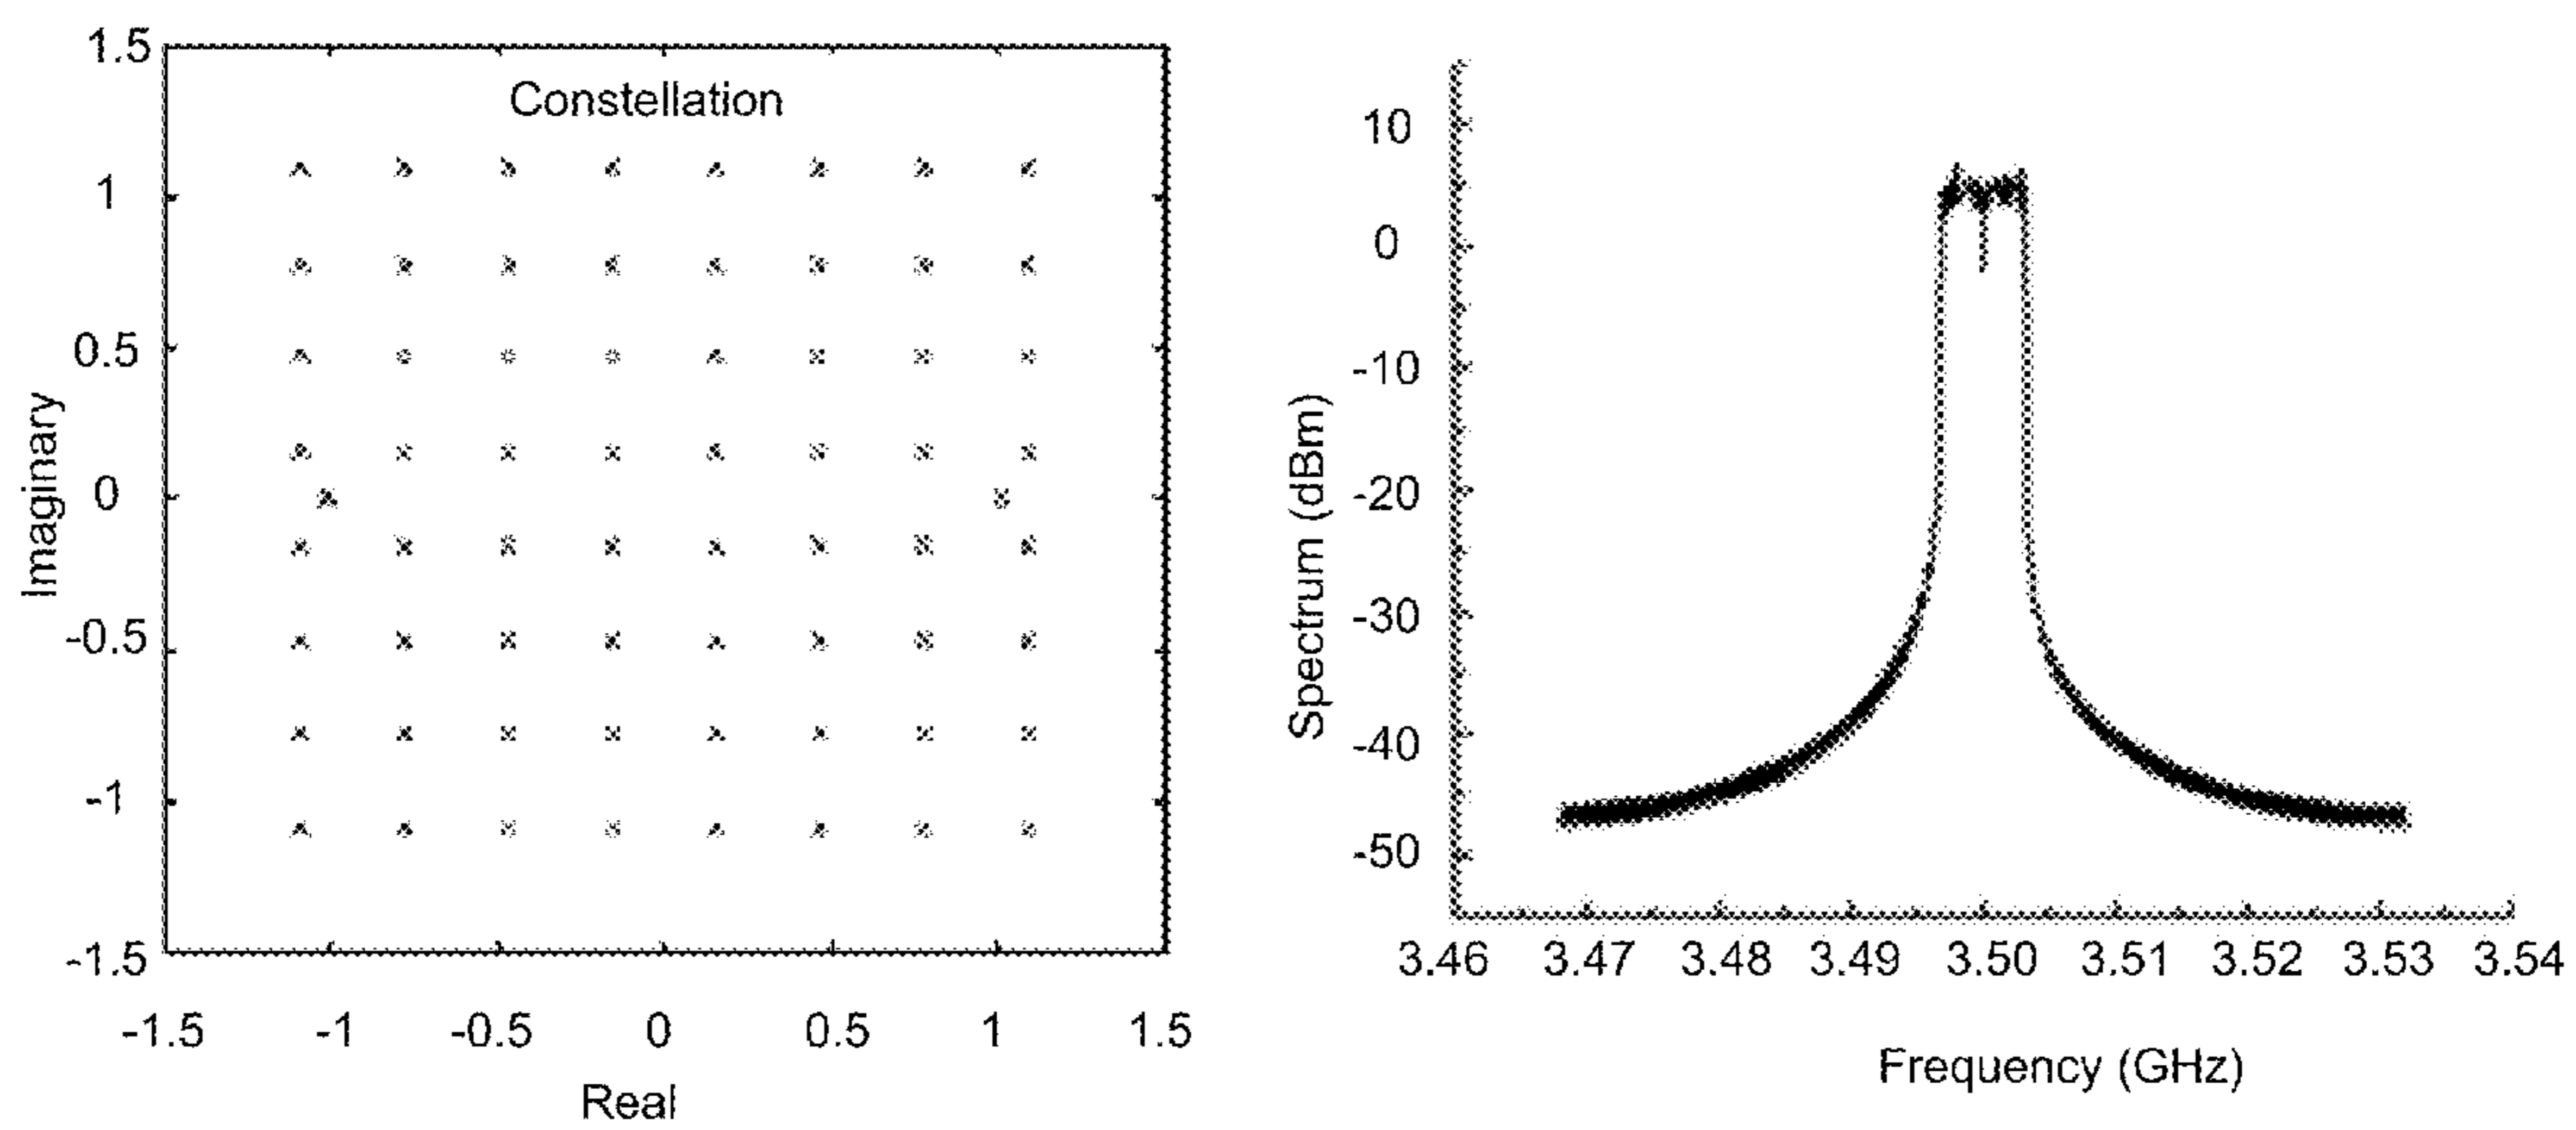 Constellation
1.5
1
0.5
0
-0.5
-1
-1.5
Imaginary
-1.5 -1 -0.5 0 0.5 1 1.5
Real
10
0
-10
-20
-30
-40
-50
Spectrum (dBm)
3.46 3.47 3.48 3.49 3.50 3.51 3.52 3.53 3.54
Frequency (GHz)